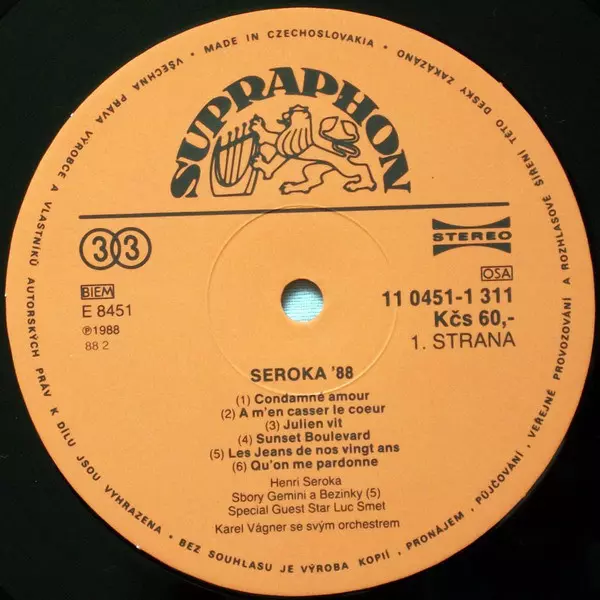 • VŠECHNA PRÁVA VÝROBCE A VLASTNÍKŮ AUTORSKÝCH PRÁV K DÍLU JSOU VYHRAZENA • BEZ SOUHLASU JE VÝROBA KOPIÍ, PRONÁJEM, PŮJČOVÁNÍ, VEŘEJNÉ PROVOZOVÁNÍ A ROZHLASOVÉ ŠÍŘENÍ TÉTO DESKY ZAKÁZÁNO • MADE IN CZECHOSLOVAKIA
SUPRAPHON
33
STEREO
BIEM
OSA
E 8451
11 0451-1 311
℗1988
Kčs 60,-
88 2
1. STRANA
SEROKA '88
(1) Condamné amour
(2) A m'en casser le coeur
(3) Julien vit
(4) Sunset Boulevard
(5) Les Jeans de nos vingt ans
(6) Qu'on me pardonne
Henri Seroka
Sbory Gemini a Bezinky (5)
Special Guest Star Luc Smet
Karel Vágner se svým orchestrem